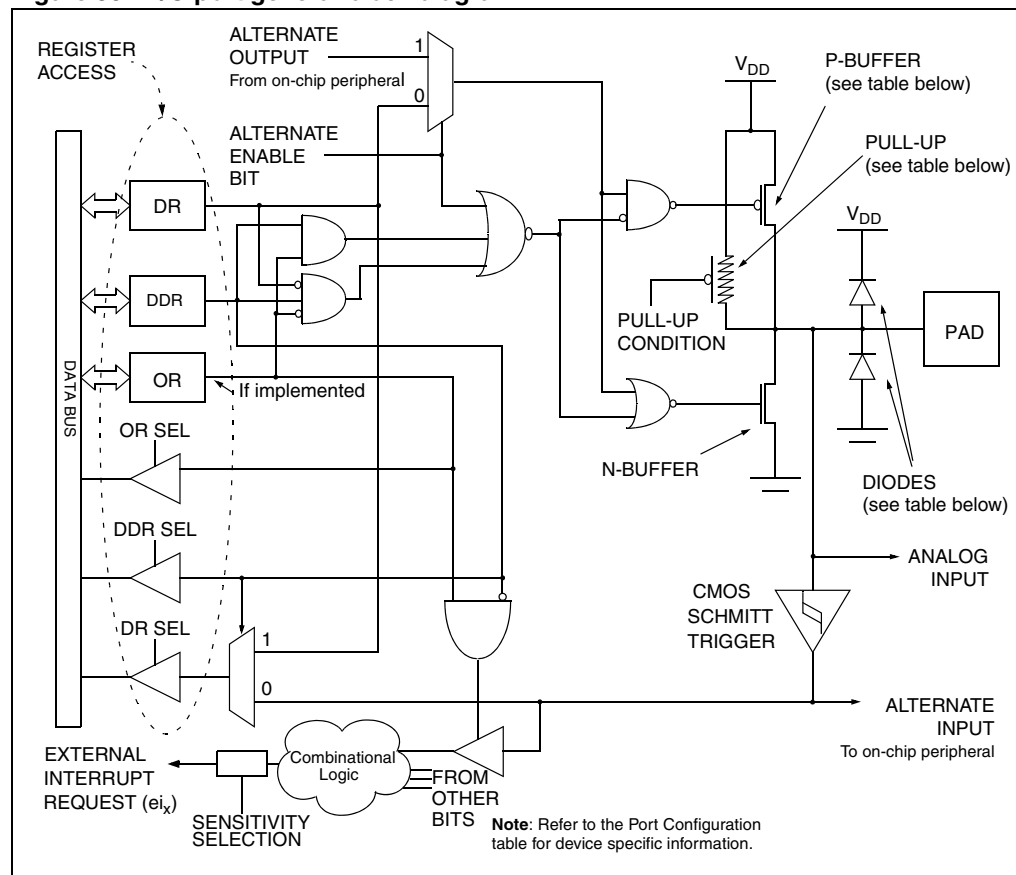 REGISTER
ACCESS
ALTERNATE
OUTPUT
From on-chip peripheral
1
0
ALTERNATE
ENABLE
BIT
VDD
P-BUFFER
(see table below)
PULL-UP
(see table below)
VDD
DR
DDR
OR
If implemented
PULL-UP
CONDITION
PAD
DATA BUS
OR SEL
N-BUFFER
DIODES
(see table below)
DDR SEL
ANALOG
INPUT
CMOS
SCHMITT
TRIGGER
DR SEL
1
0
ALTERNATE
INPUT
To on-chip peripheral
EXTERNAL
INTERRUPT
REQUEST (eix)
Combinational
Logic
FROM
OTHER
BITS
SENSITIVITY
SELECTION
Note: Refer to the Port Configuration
table for device specific information.